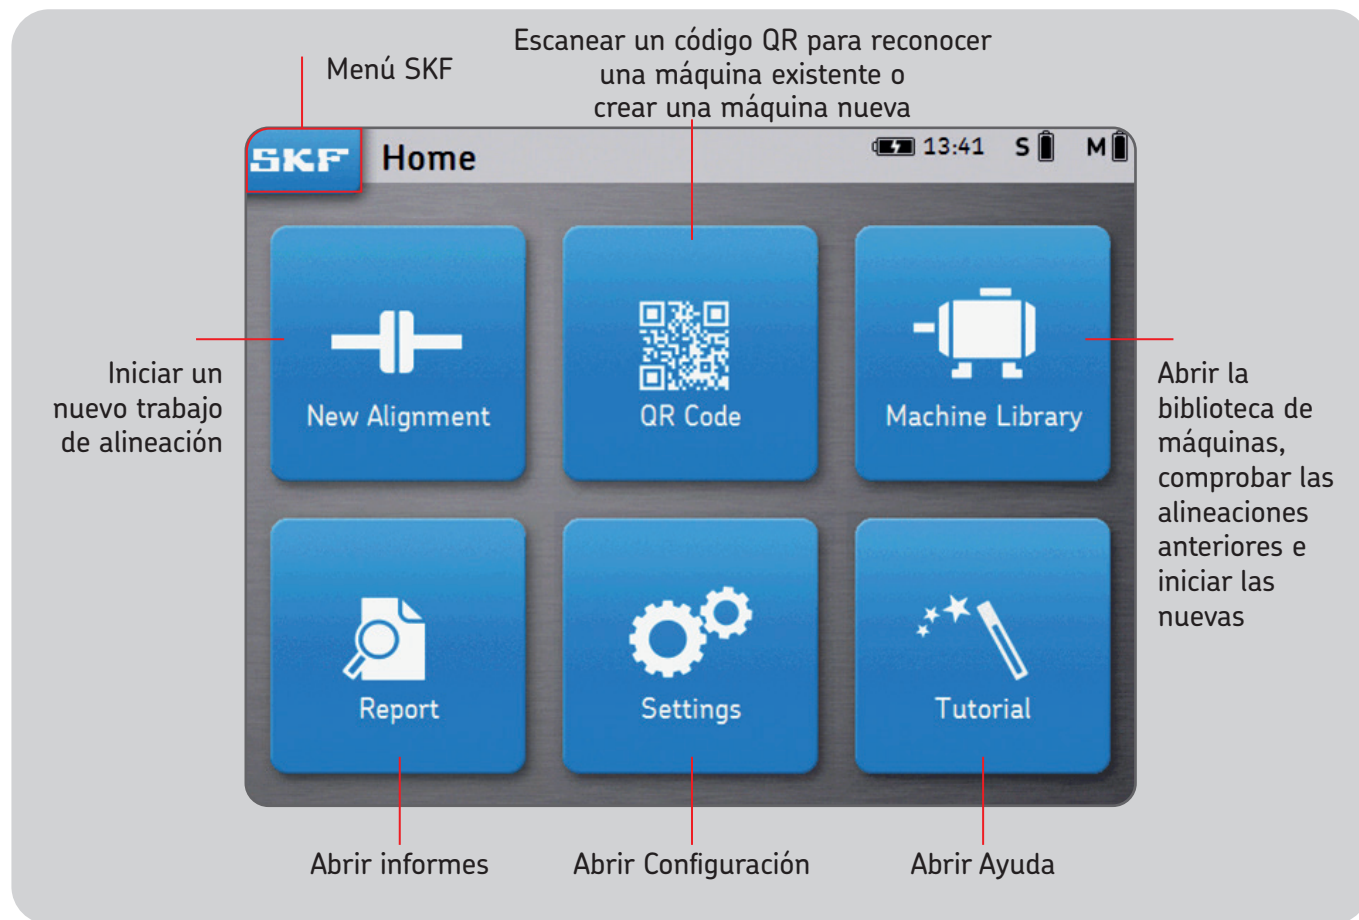 Escanear un código QR para reconocer
una máquina existente o
crear una máquina nueva
Menú SKF
SKF Home 13:41 S M
New Alignment
QR Code
Machine Library
Iniciar un
nuevo trabajo
de alineación
Abrir la
biblioteca de
máquinas,
comprobar las
alineaciones
anteriores e
iniciar las
nuevas
Report
Settings
Tutorial
Abrir informes
Abrir Configuración
Abrir Ayuda